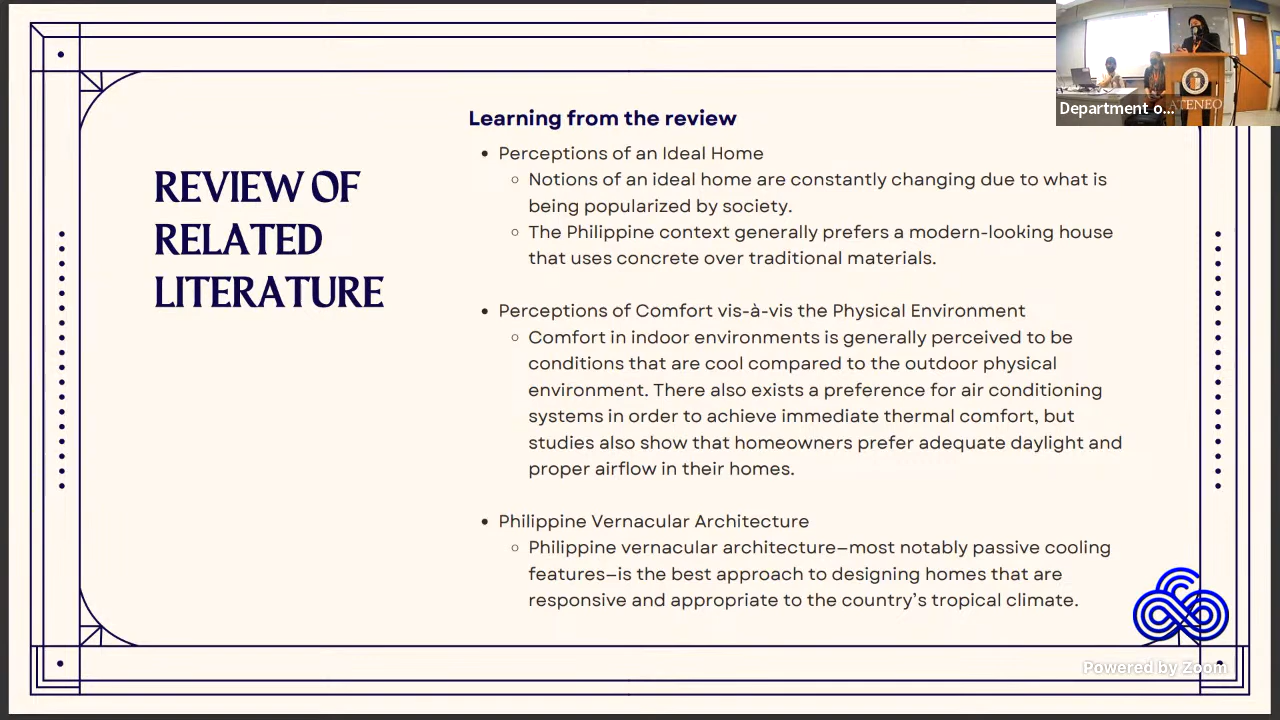 REVIEW OF
RELATED
LITERATURE
Learning from the review
• Perceptions of an Ideal Home
○ Notions of an ideal home are constantly changing due to what is
being popularized by society.
○ The Philippine context generally prefers a modern-looking house
that uses concrete over traditional materials.
• Perceptions of Comfort vis-à-vis the Physical Environment
○ Comfort in indoor environments is generally perceived to be
conditions that are cool compared to the outdoor physical
environment. There also exists a preference for air conditioning
systems in order to achieve immediate thermal comfort, but
studies also show that homeowners prefer adequate daylight and
proper airflow in their homes.
• Philippine Vernacular Architecture
○ Philippine vernacular architecture—most notably passive cooling
features—is the best approach to designing homes that are
responsive and appropriate to the country’s tropical climate.
Department o...
ATENEO
Powered by Zoom